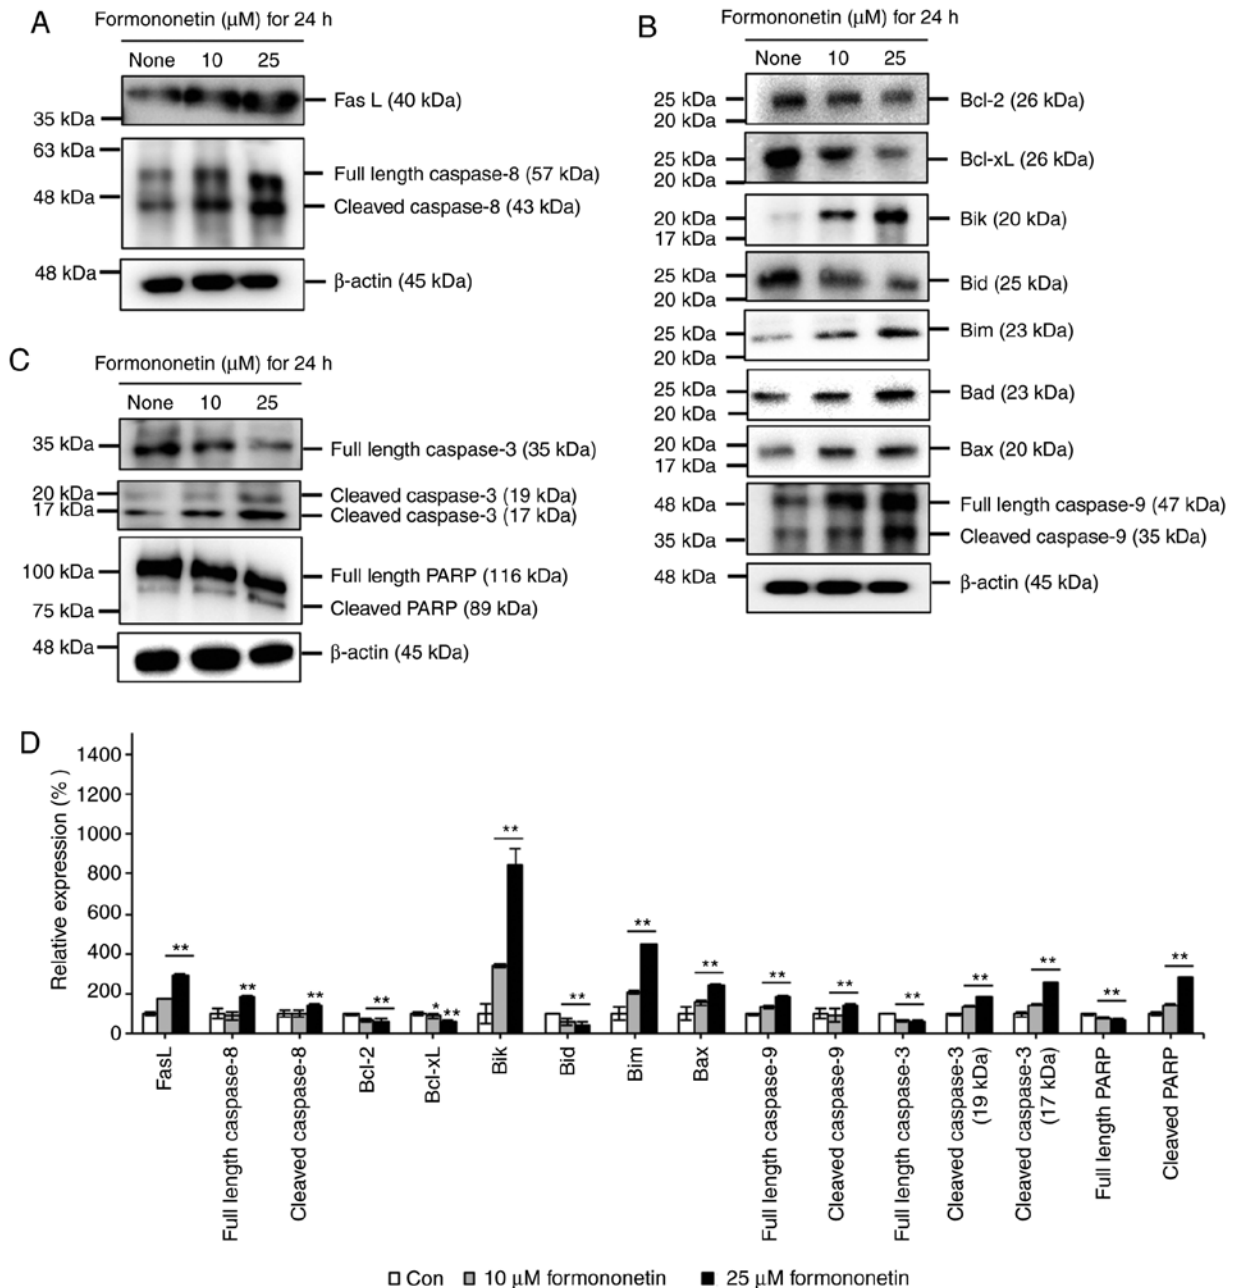 A
Formononetin (μM) for 24 h
None 10 25
Fas L (40 kDa)
35 kDa
63 kDa
Full length caspase-8 (57 kDa)
48 kDa
Cleaved caspase-8 (43 kDa)
48 kDa
β-actin (45 kDa)
B
Formononetin (μM) for 24 h
None 10 25
25 kDa
Bcl-2 (26 kDa)
20 kDa
25 kDa
Bcl-xL (26 kDa)
20 kDa
20 kDa
Bik (20 kDa)
17 kDa
25 kDa
Bid (25 kDa)
20 kDa
25 kDa
Bim (23 kDa)
20 kDa
25 kDa
Bad (23 kDa)
20 kDa
20 kDa
Bax (20 kDa)
17 kDa
48 kDa
Full length caspase-9 (47 kDa)
35 kDa
Cleaved caspase-9 (35 kDa)
48 kDa
β-actin (45 kDa)
C
Formononetin (μM) for 24 h
None 10 25
35 kDa
Full length caspase-3 (35 kDa)
20 kDa
Cleaved caspase-3 (19 kDa)
17 kDa
Cleaved caspase-3 (17 kDa)
100 kDa
Full length PARP (116 kDa)
75 kDa
Cleaved PARP (89 kDa)
48 kDa
β-actin (45 kDa)
D
Relative expression (%)
1400
1200
1000
800
600
400
200
0
**
**
**
**
*
**
**
**
**
**
**
**
**
**
**
**
**
FasL
Full length caspase-8
Cleaved caspase-8
Bcl-2
Bcl-xL
Bik
Bid
Bim
Bax
Full length caspase-9
Cleaved caspase-9
Full length caspase-3
Cleaved caspase-3
(19 kDa)
Cleaved caspase-3
(17 kDa)
Full length PARP
Cleaved PARP
Con 10 μM formononetin 25 μM formononetin